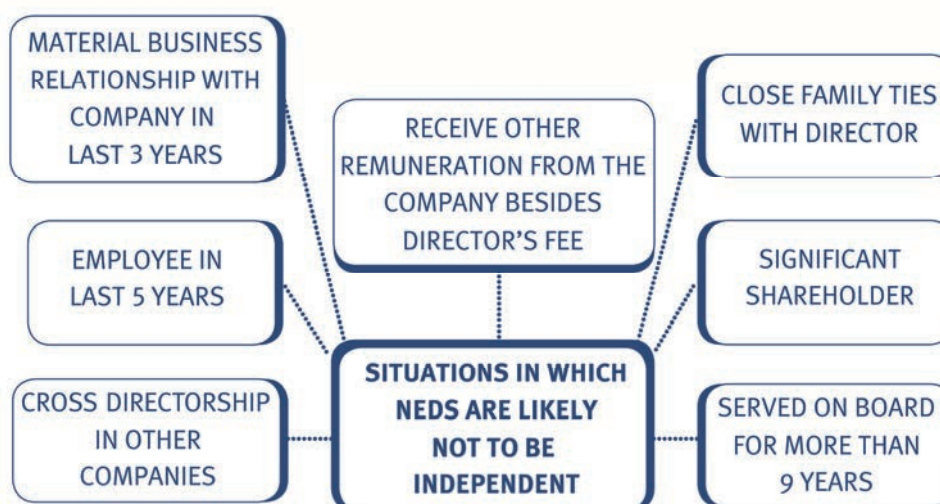 MATERIAL BUSINESS
RELATIONSHIP WITH
COMPANY IN
LAST 3 YEARS
RECEIVE OTHER
REMUNERATION FROM THE
COMPANY BESIDES
DIRECTOR'S FEE
CLOSE FAMILY TIES
WITH DIRECTOR
EMPLOYEE IN
LAST 5 YEARS
SIGNIFICANT
SHAREHOLDER
CROSS DIRECTORSHIP
IN OTHER
COMPANIES
SITUATIONS IN WHICH
NEDS ARE LIKELY
NOT TO BE
INDEPENDENT
SERVED ON BOARD
FOR MORE THAN
9 YEARS